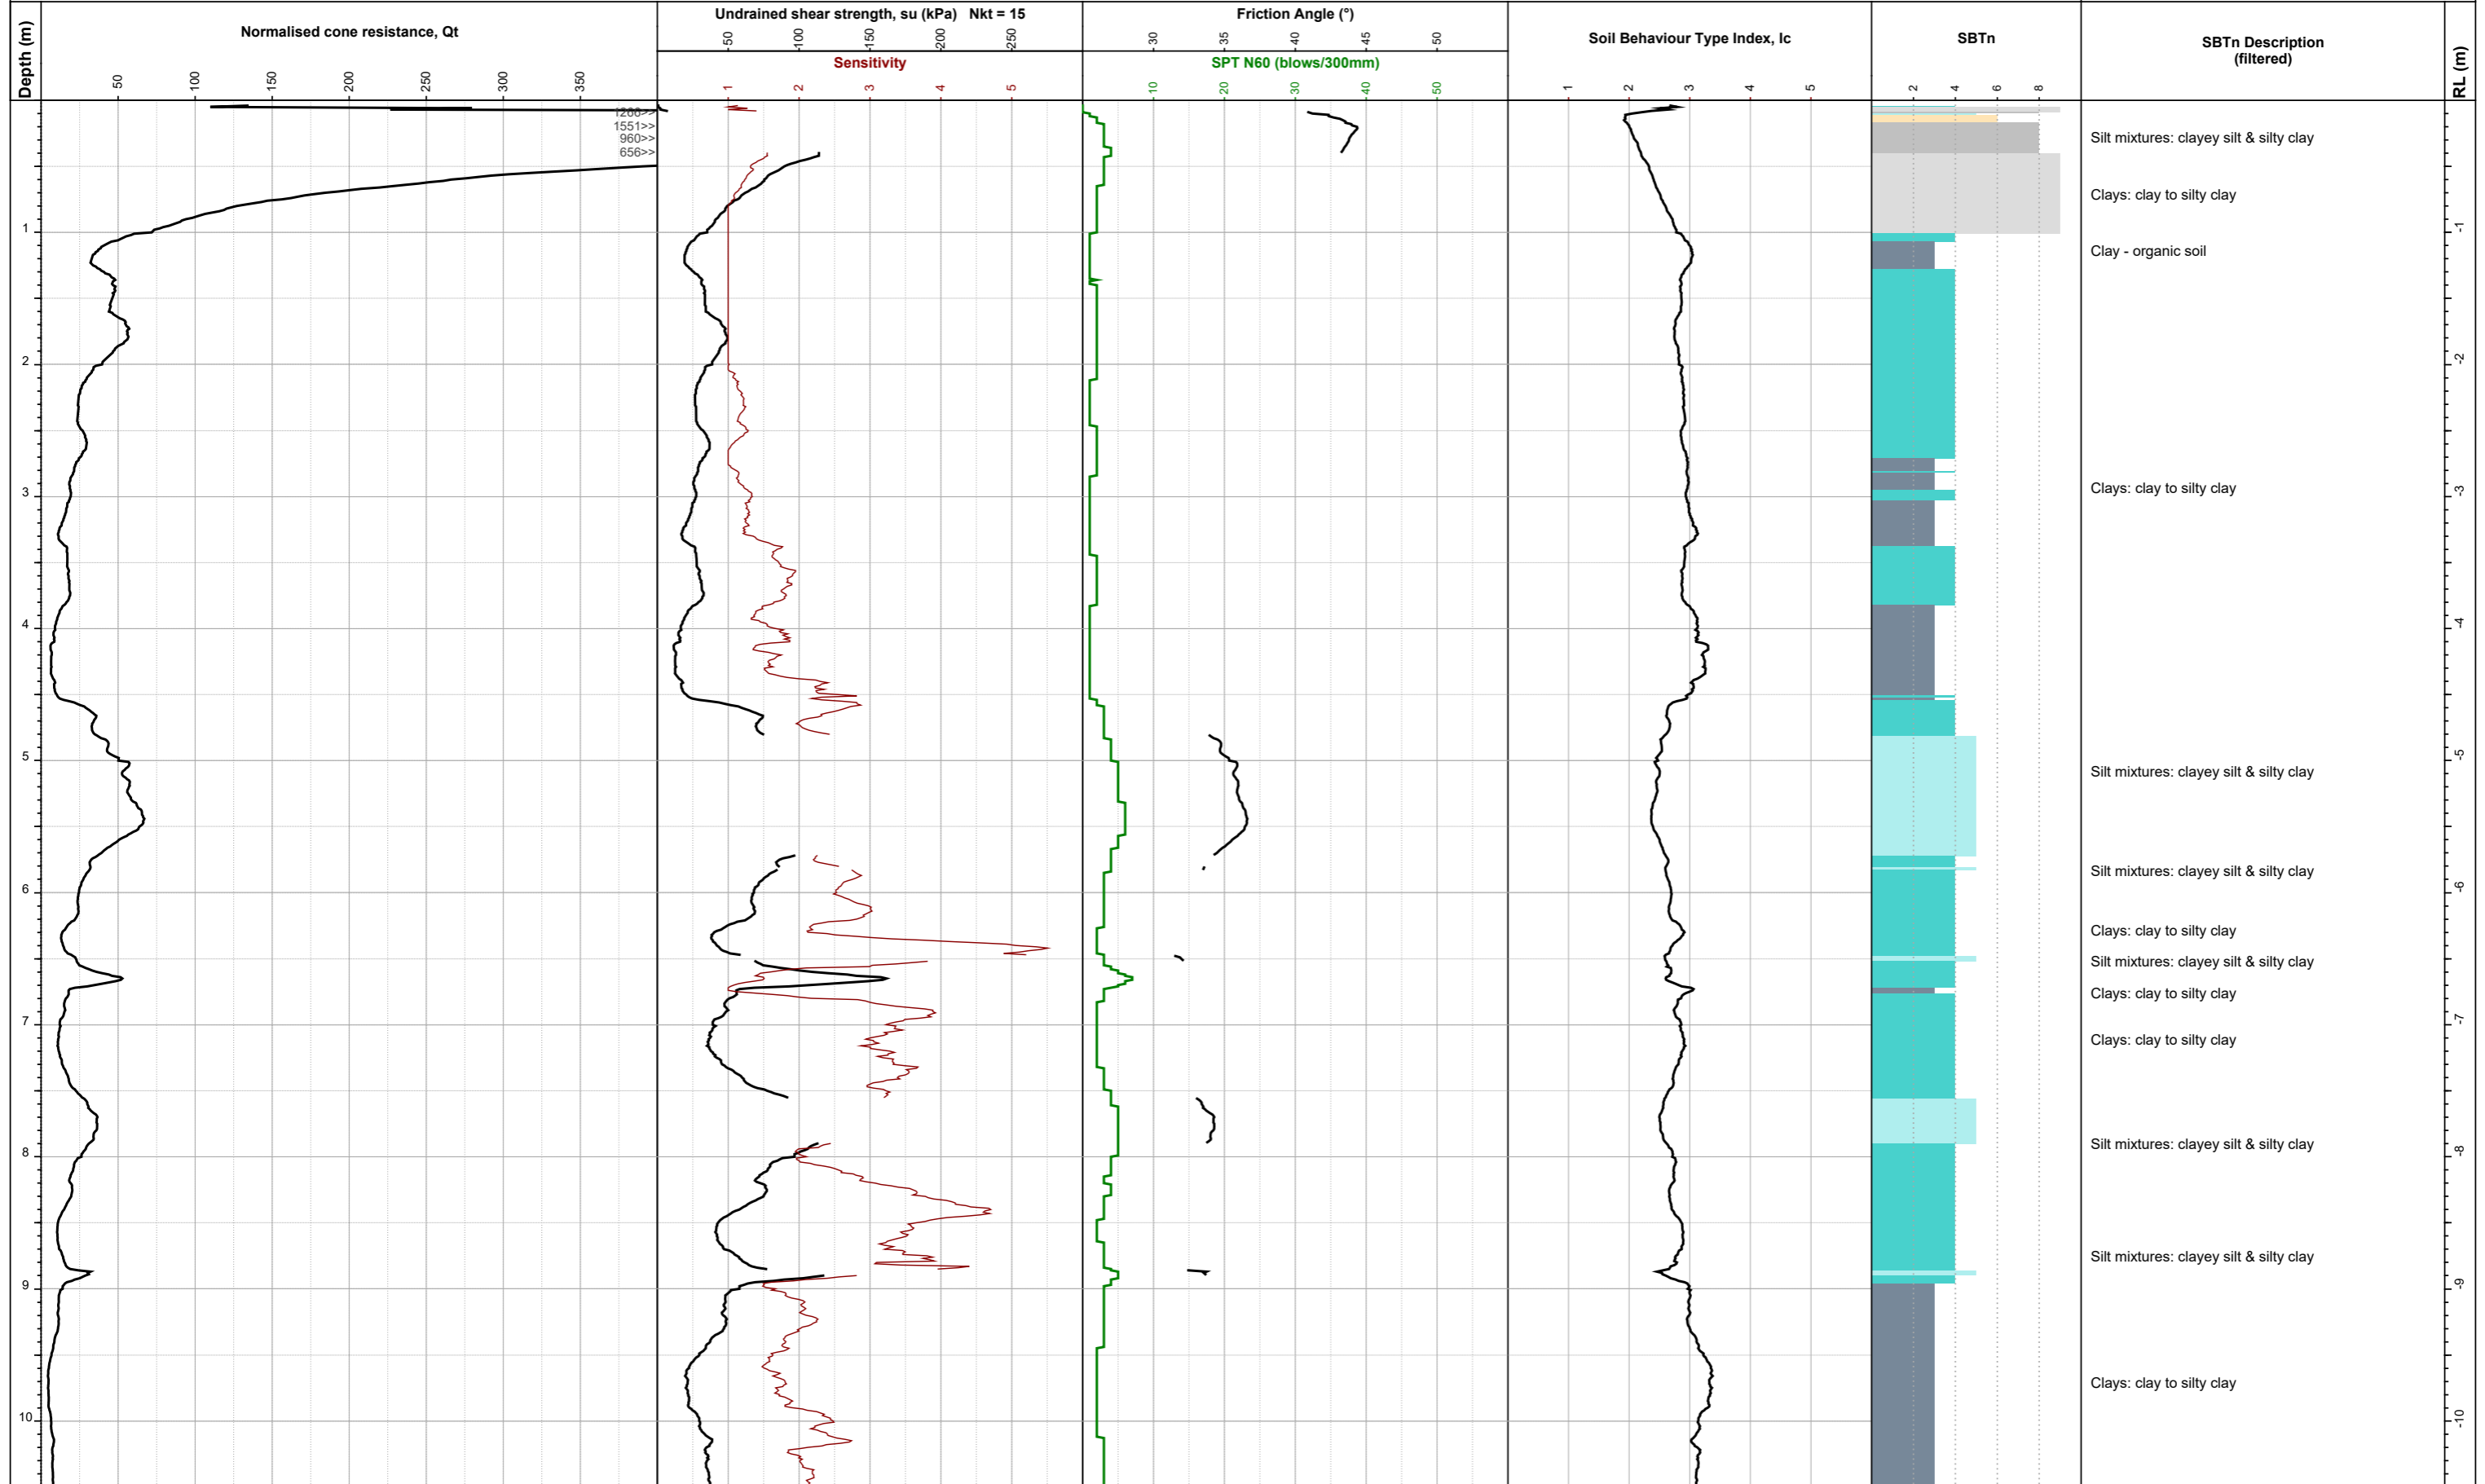 Depth (m)
Normalised cone resistance, Qt
50 100 150 200 250 300 350
Undrained shear strength, su (kPa) Nkt = 15
50 100 150 200 250
Sensitivity
1 2 3 4 5
Friction Angle (°)
30 35 40 45 50
SPT N60 (blows/300mm)
10 20 30 40 50
Soil Behaviour Type Index, Ic
1 2 3 4 5
SBTn
2 4 6 8
SBTn Description
(filtered)
RL (m)
1266>>
1551>>
960>>
656>>
Silt mixtures: clayey silt & silty clay
Clays: clay to silty clay
1 -1
Clay - organic soil
2 -2
3 Clays: clay to silty clay -3
4 -4
5 -5
Silt mixtures: clayey silt & silty clay
Silt mixtures: clayey silt & silty clay
6 -6
Clays: clay to silty clay
Silt mixtures: clayey silt & silty clay
Clays: clay to silty clay
7 -7
Clays: clay to silty clay
Silt mixtures: clayey silt & silty clay
8 -8
Silt mixtures: clayey silt & silty clay
9 -9
Clays: clay to silty clay
10 -10